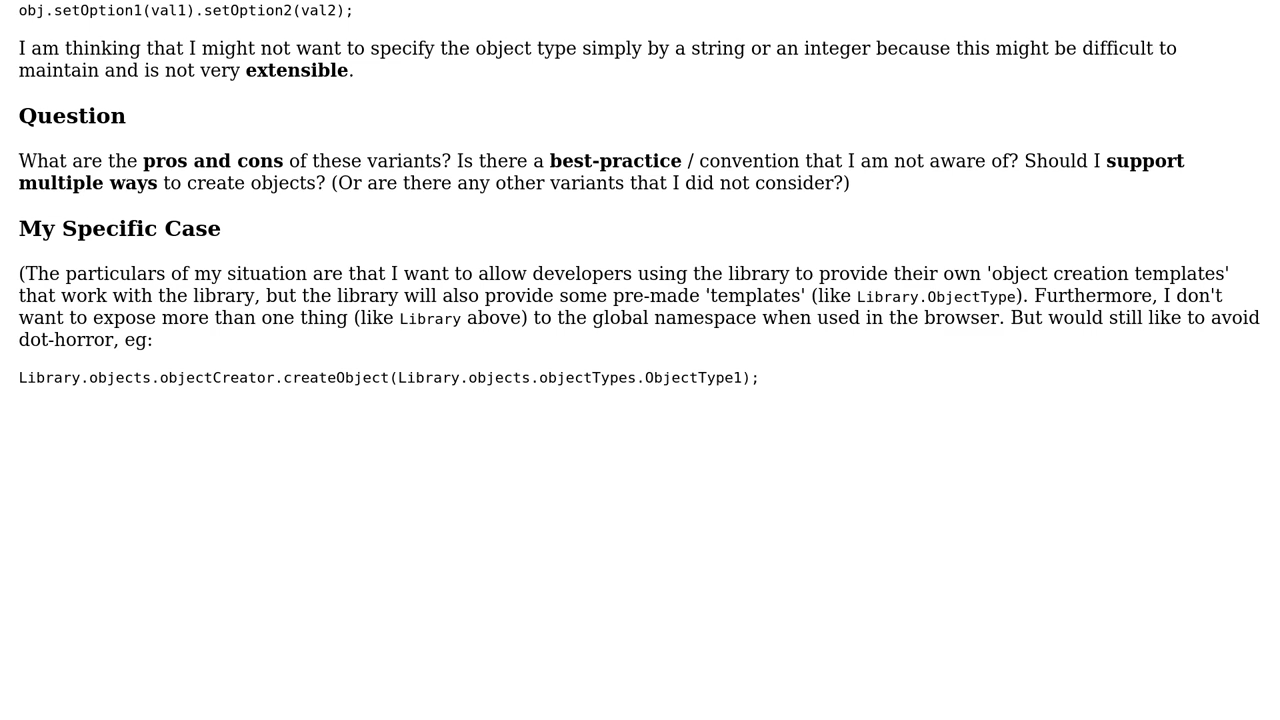 obj.setOption1(val1).setOption2(val2);
I am thinking that I might not want to specify the object type simply by a string or an integer because this might be difficult to
maintain and is not very extensible.
Question
What are the pros and cons of these variants? Is there a best-practice / convention that I am not aware of? Should I support
multiple ways to create objects? (Or are there any other variants that I did not consider?)
My Specific Case
(The particulars of my situation are that I want to allow developers using the library to provide their own 'object creation templates'
that work with the library, but the library will also provide some pre-made 'templates' (like Library.ObjectType). Furthermore, I don't
want to expose more than one thing (like Library above) to the global namespace when used in the browser. But would still like to avoid
dot-horror, eg:
Library.objects.objectCreator.createObject(Library.objects.objectTypes.ObjectType1);